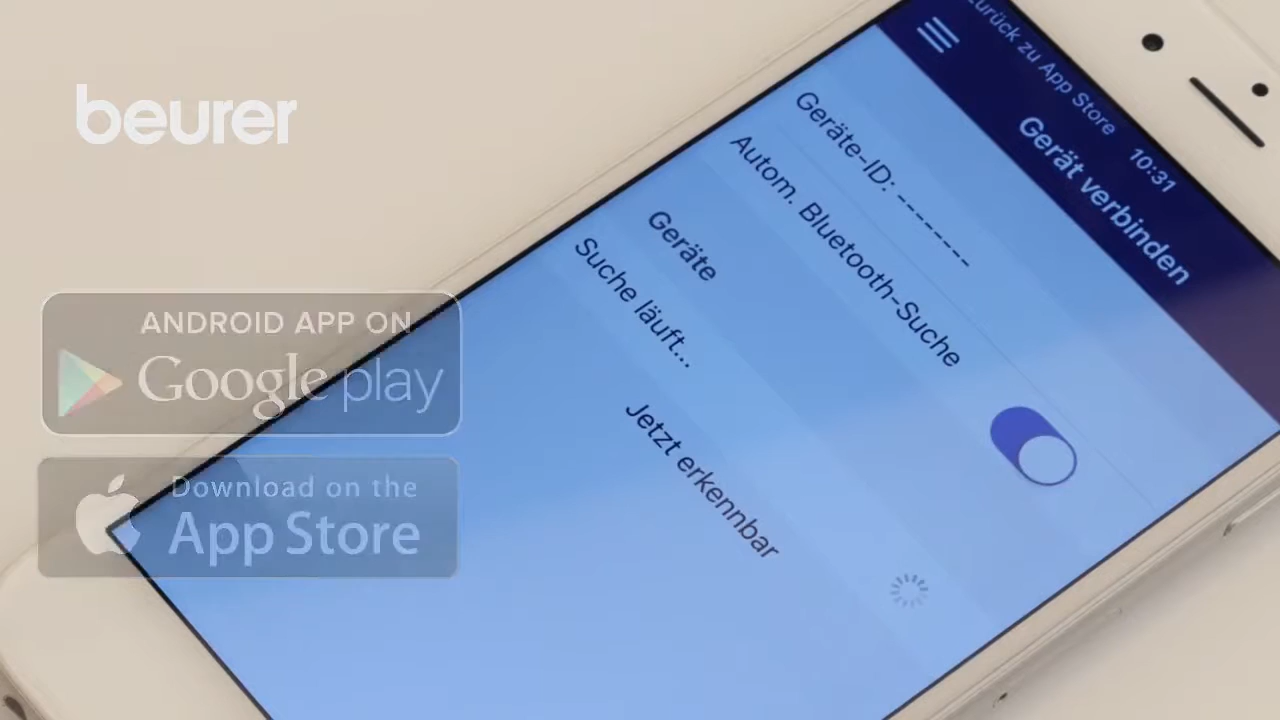 beurer
ANDROID APP ON
Google play
Download on the
App Store
Zurück zu App Store
10:31
Gerät verbinden
Geräte-ID: -------
Autom. Bluetooth-Suche
Geräte
Suche läuft...
Jetzt erkennbar